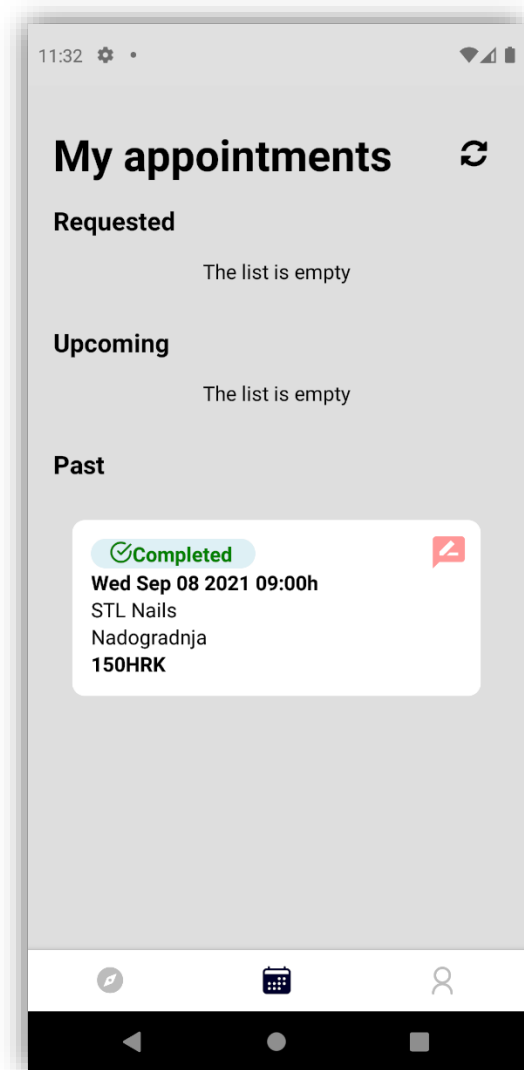 11:32
My appointments
Requested
The list is empty
Upcoming
The list is empty
Past
Completed
Wed Sep 08 2021 09:00h
STL Nails
Nadogradnja
150HRK